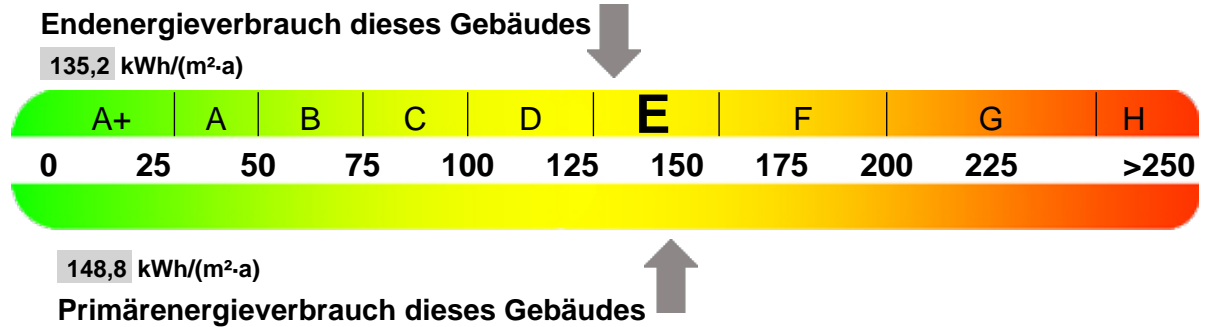 Endenergieverbrauch dieses Gebäudes
135,2 kWh/(m²·a)
A+ A B C D E F G H
0 25 50 75 100 125 150 175 200 225 >250
148,8 kWh/(m²·a)
Primärenergieverbrauch dieses Gebäudes